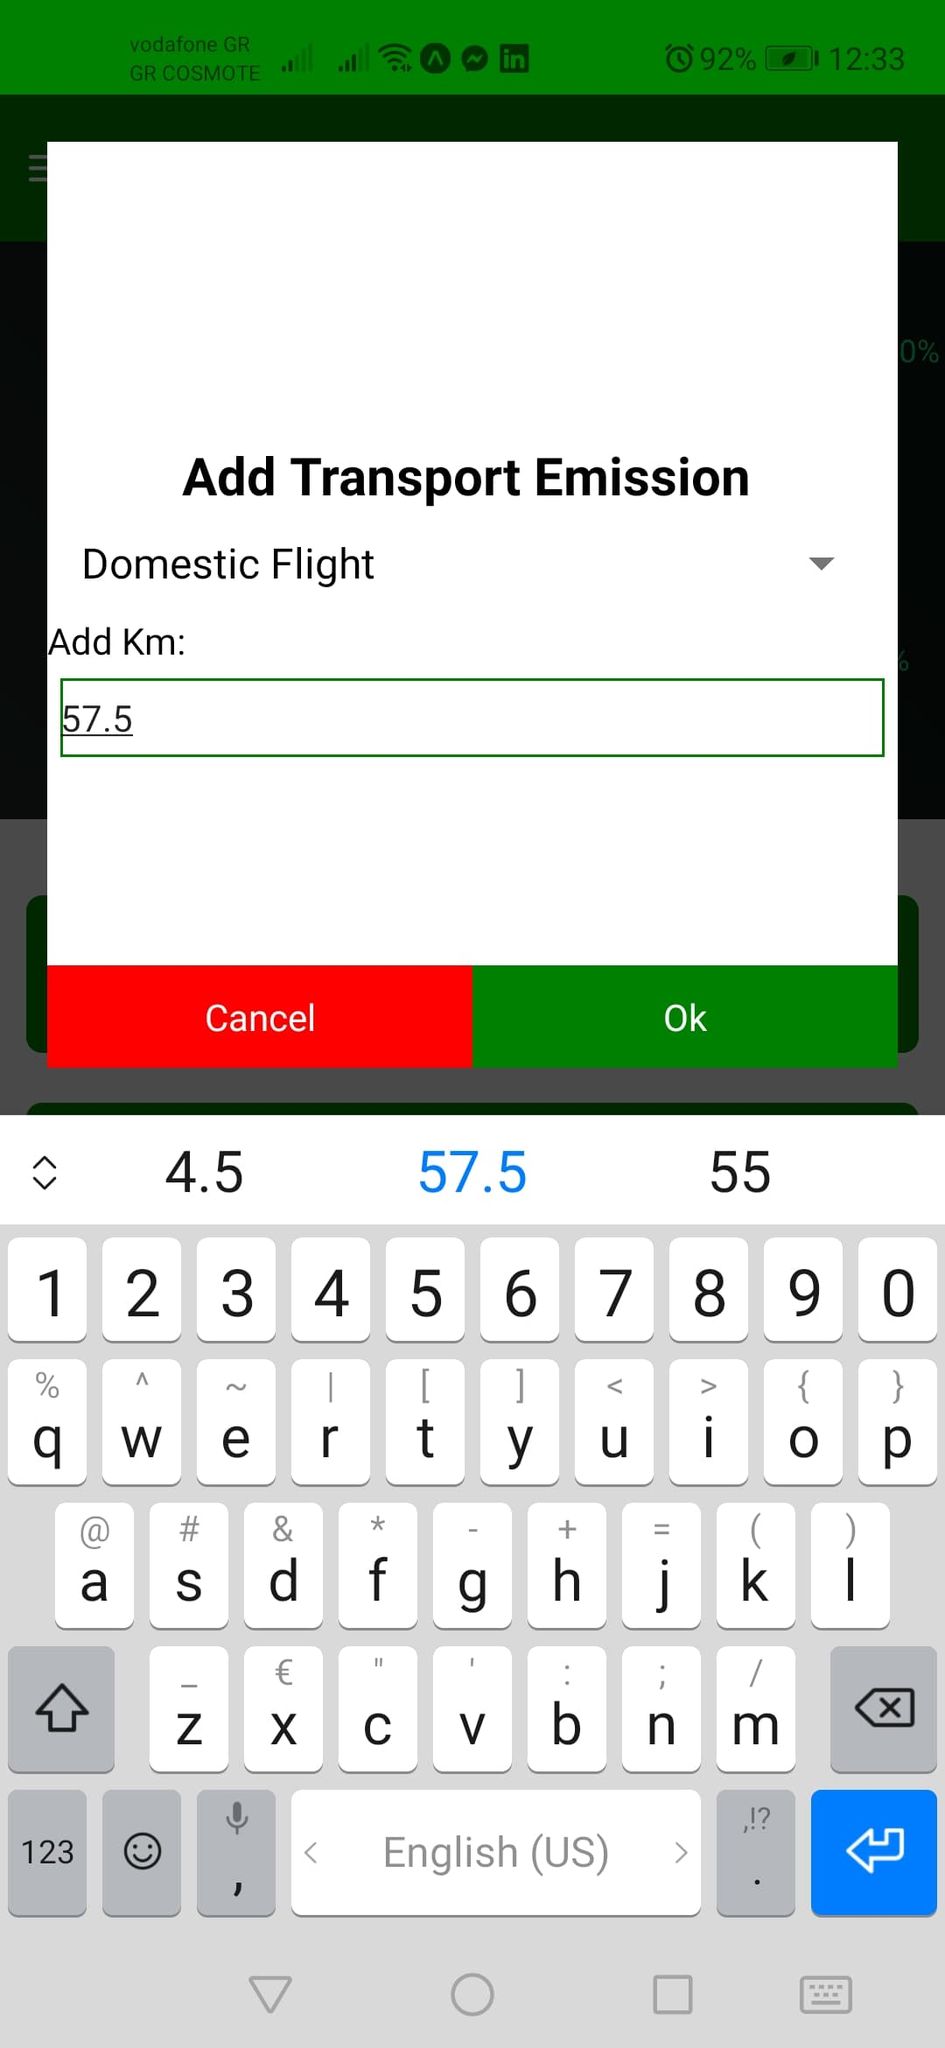 vodafone GR
GR COSMOTE
92% 12:33
0%
%
Add Transport Emission
Domestic Flight
Add Km:
57.5
Cancel Ok
4.5 57.5 55
1 2 3 4 5 6 7 8 9 0
% ^ ~ | [ ] < > { }
q w e r t y u i o p
@ # & * - + = ( )
a s d f g h j k l
_ € " ' : ; /
z x c v b n m
,!?
123 , < English (US) > .